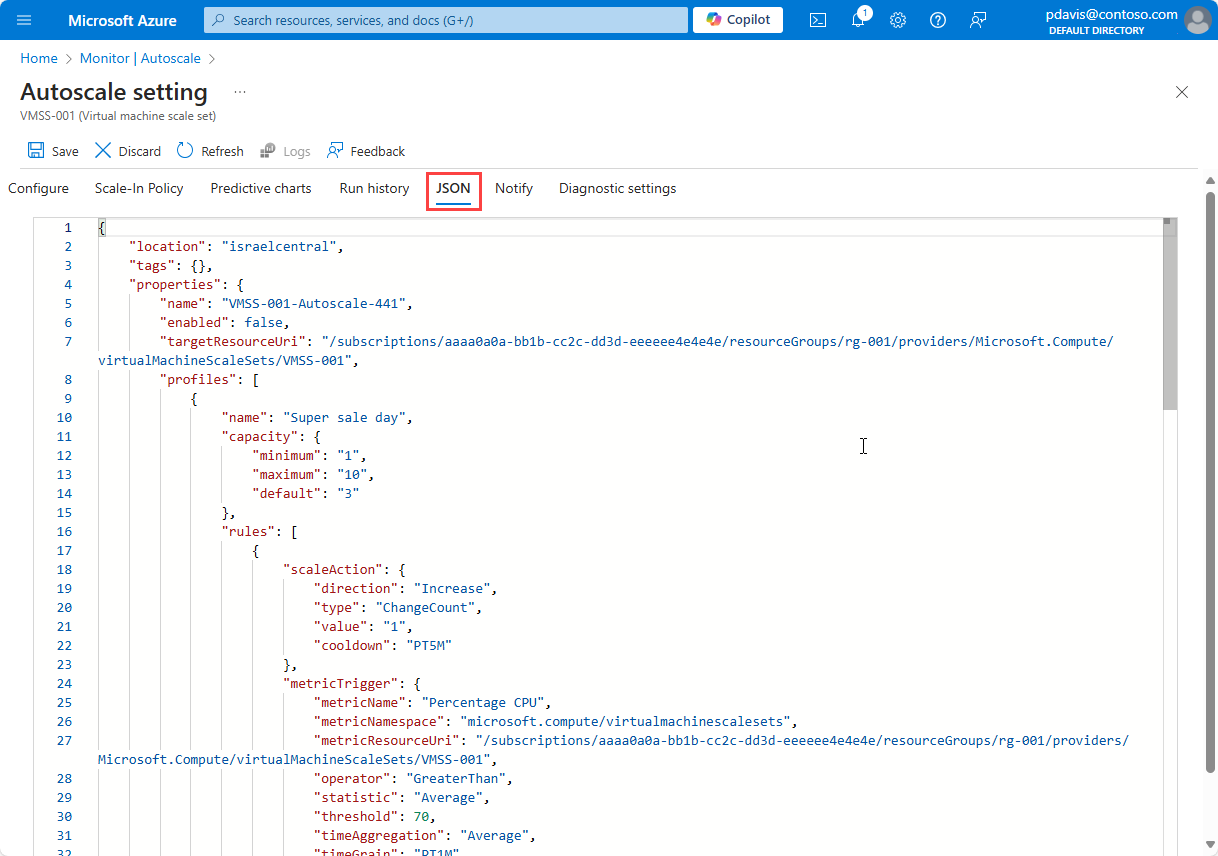 Microsoft Azure
Search resources, services, and docs (G+/)
Copilot
1
pdavis@contoso.com
DEFAULT DIRECTORY
Home > Monitor | Autoscale >
Autoscale setting ...
VMSS-001 (Virtual machine scale set)
Save Discard Refresh Logs Feedback
Configure Scale-In Policy Predictive charts Run history JSON Notify Diagnostic settings
1 {
2 "location": "israelcentral",
3 "tags": {},
4 "properties": {
5 "name": "VMSS-001-Autoscale-441",
6 "enabled": false,
7 "targetResourceUri": "/subscriptions/aaaa0a0a-bb1b-cc2c-dd3d-eeeeee4e4e4e/resourceGroups/rg-001/providers/Microsoft.Compute/
virtualMachineScaleSets/VMSS-001",
8 "profiles": [
9 {
10 "name": "Super sale day",
11 "capacity": {
12 "minimum": "1",
13 "maximum": "10",
14 "default": "3"
15 },
16 "rules": [
17 {
18 "scaleAction": {
19 "direction": "Increase",
20 "type": "ChangeCount",
21 "value": "1",
22 "cooldown": "PT5M"
23 },
24 "metricTrigger": {
25 "metricName": "Percentage CPU",
26 "metricNamespace": "microsoft.compute/virtualmachinescalesets",
27 "metricResourceUri": "/subscriptions/aaaa0a0a-bb1b-cc2c-dd3d-eeeeee4e4e4e/resourceGroups/rg-001/providers/
Microsoft.Compute/virtualMachineScaleSets/VMSS-001",
28 "operator": "GreaterThan",
29 "statistic": "Average",
30 "threshold": 70,
31 "timeAggregation": "Average",
32 "timeGrain": "PT1M"